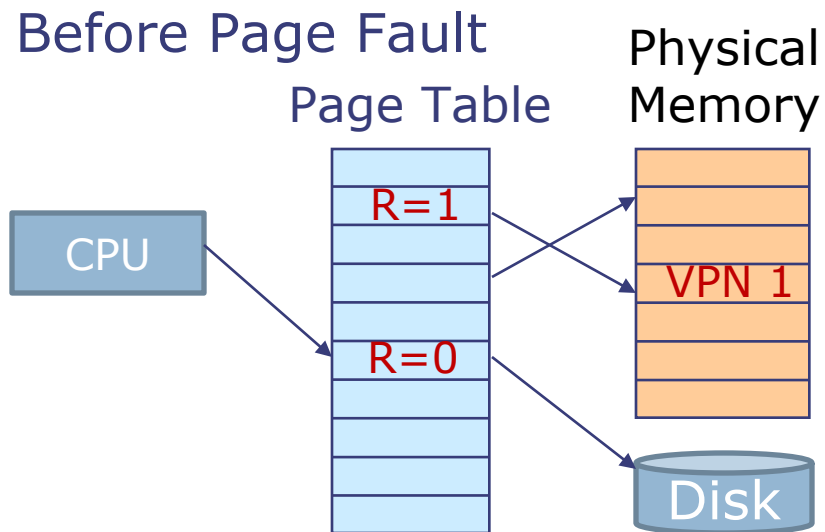 Before Page Fault
Physical
Memory
Page Table
R=1
CPU
VPN 1
R=0
Disk